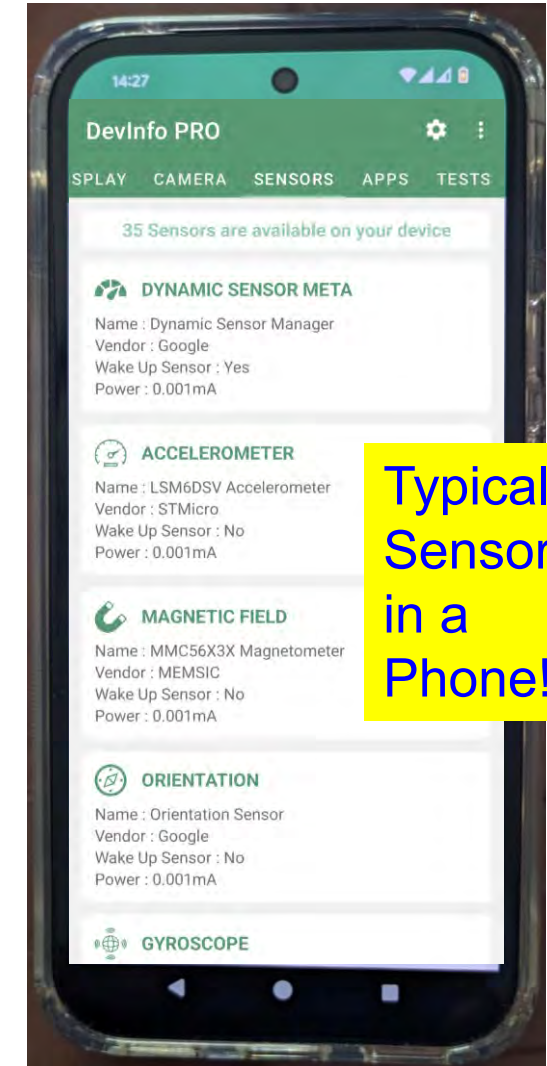 14:27
DevInfo PRO
SPLAY CAMERA SENSORS APPS TESTS
35 Sensors are available on your device
DYNAMIC SENSOR META
Name : Dynamic Sensor Manager
Vendor : Google
Wake Up Sensor : Yes
Power : 0.001mA
ACCELEROMETER
Name : LSM6DSV Accelerometer
Vendor : STMicro
Wake Up Sensor : No
Power : 0.001mA
Typical
Sensor
in a
Phone!
MAGNETIC FIELD
Name : MMC56X3X Magnetometer
Vendor : MEMSIC
Wake Up Sensor : No
Power : 0.001mA
ORIENTATION
Name : Orientation Sensor
Vendor : Google
Wake Up Sensor : No
Power : 0.001mA
GYROSCOPE